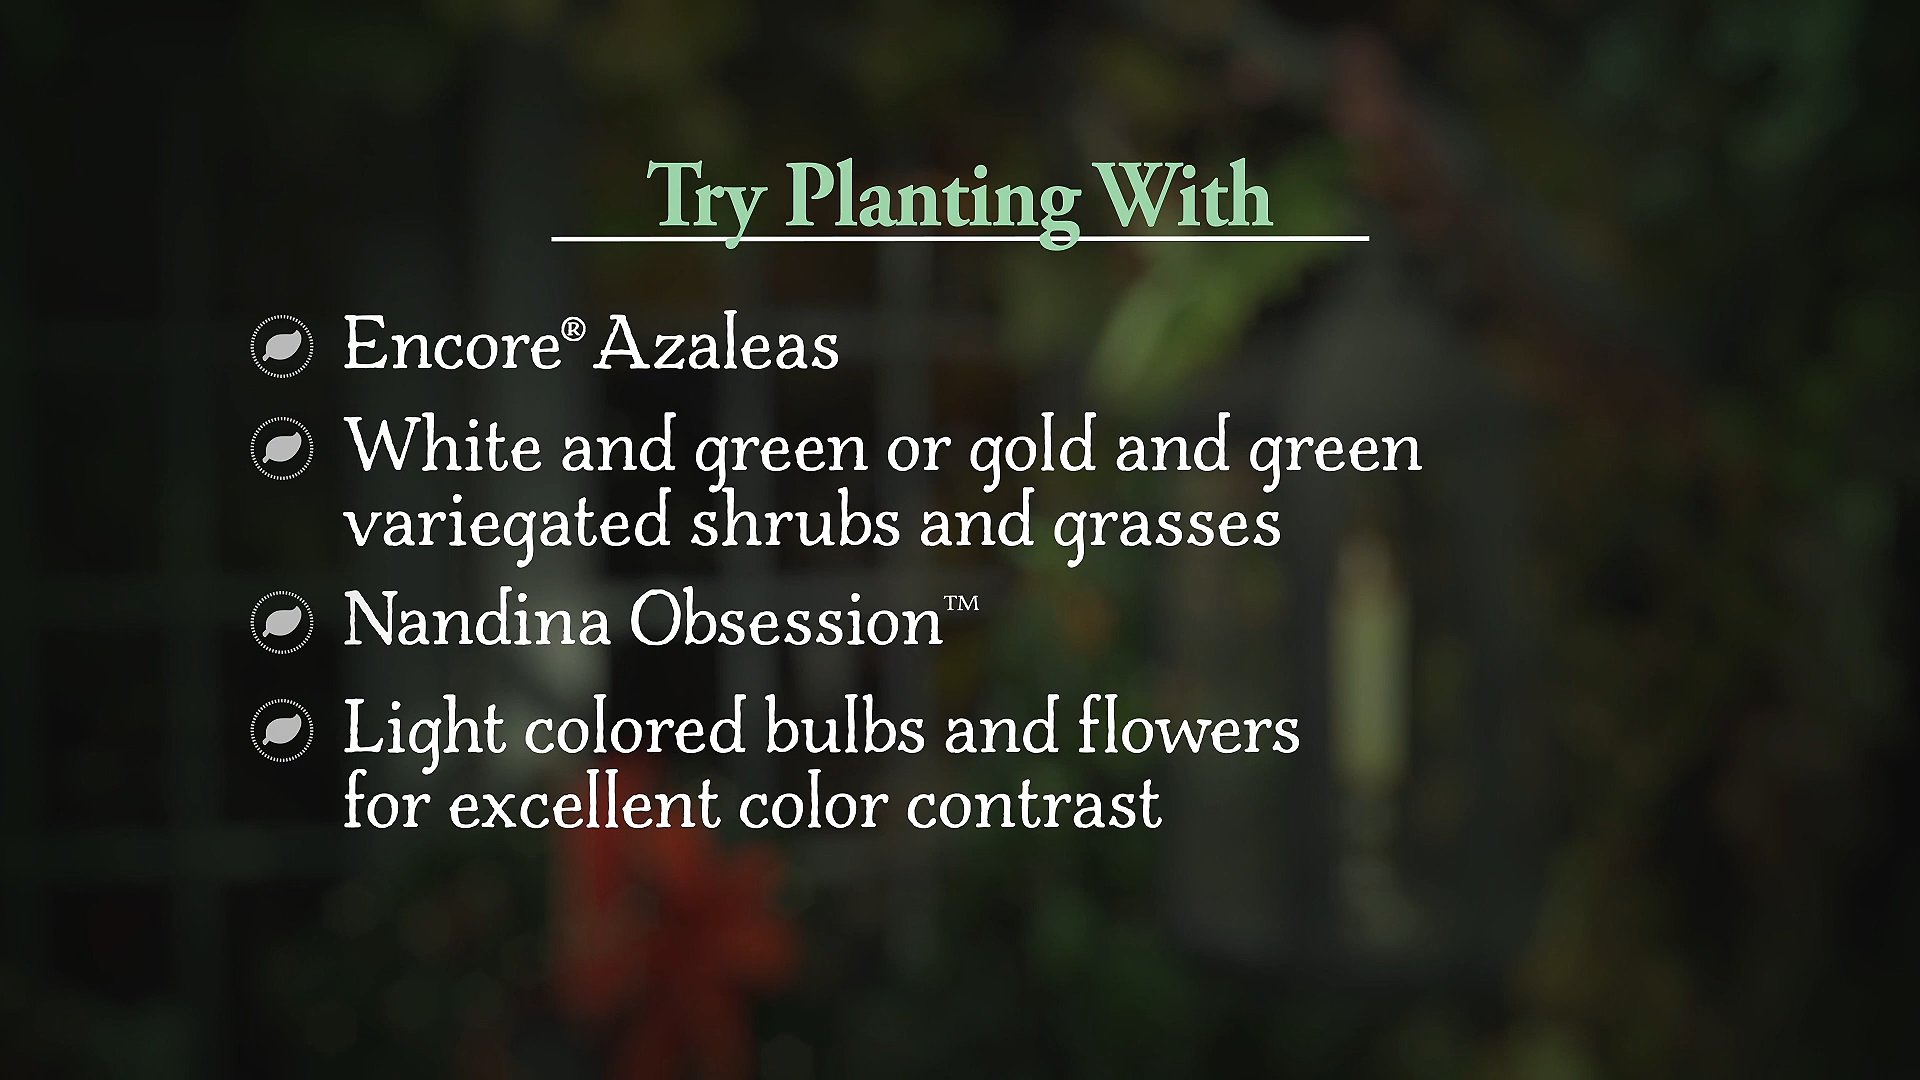 Try Planting With
Encore® Azaleas
White and green or gold and green
variegated shrubs and grasses
Nandina Obsession™
Light colored bulbs and flowers
for excellent color contrast